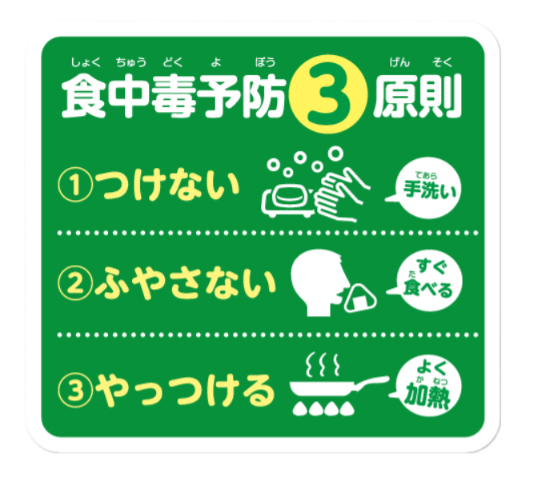 しょく ちゅう どく よ ぼう げん そく
食中毒予防3原則
①つけない
てあら
手洗い
②ふやさない
すぐ
た
食べる
③やっつける
よく
か ねつ
加熱